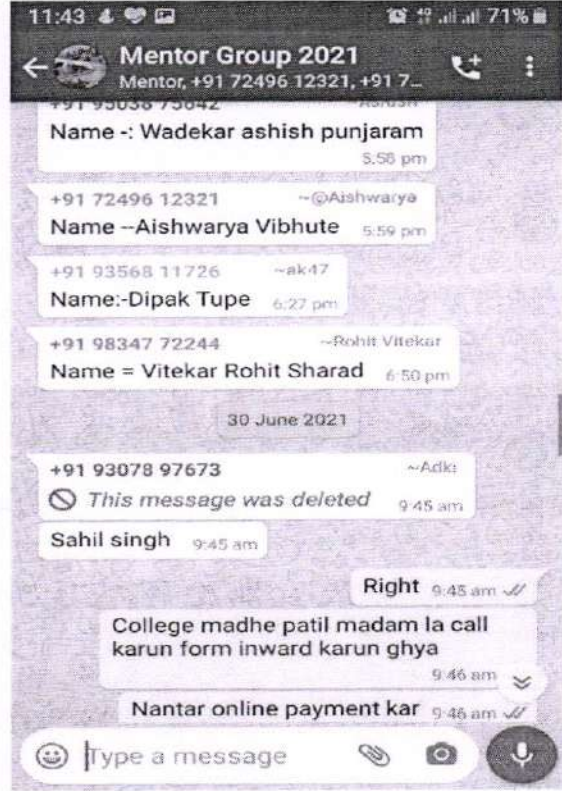 11:43 71%
Mentor Group 2021
Mentor, +91 72496 12321, +91 7...
+91 95038 75642
Name -: Wadekar ashish punjaram
5:58 pm
+91 72496 12321 ~@Aishwarya
Name --Aishwarya Vibhute 5:59 pm
+91 93568 11726 ~ak47
Name:-Dipak Tupe 6:27 pm
+91 98347 72244 ~Rohit Vitekar
Name = Vitekar Rohit Sharad 6:50 pm
30 June 2021
+91 93078 97673 ~Adki
This message was deleted 9:45 am
Sahil singh 9:45 am
Right 9:45 am
College madhe patil madam la call
karun form inward karun ghya
9:46 am
Nantar online payment kar 9:46 am
Type a message